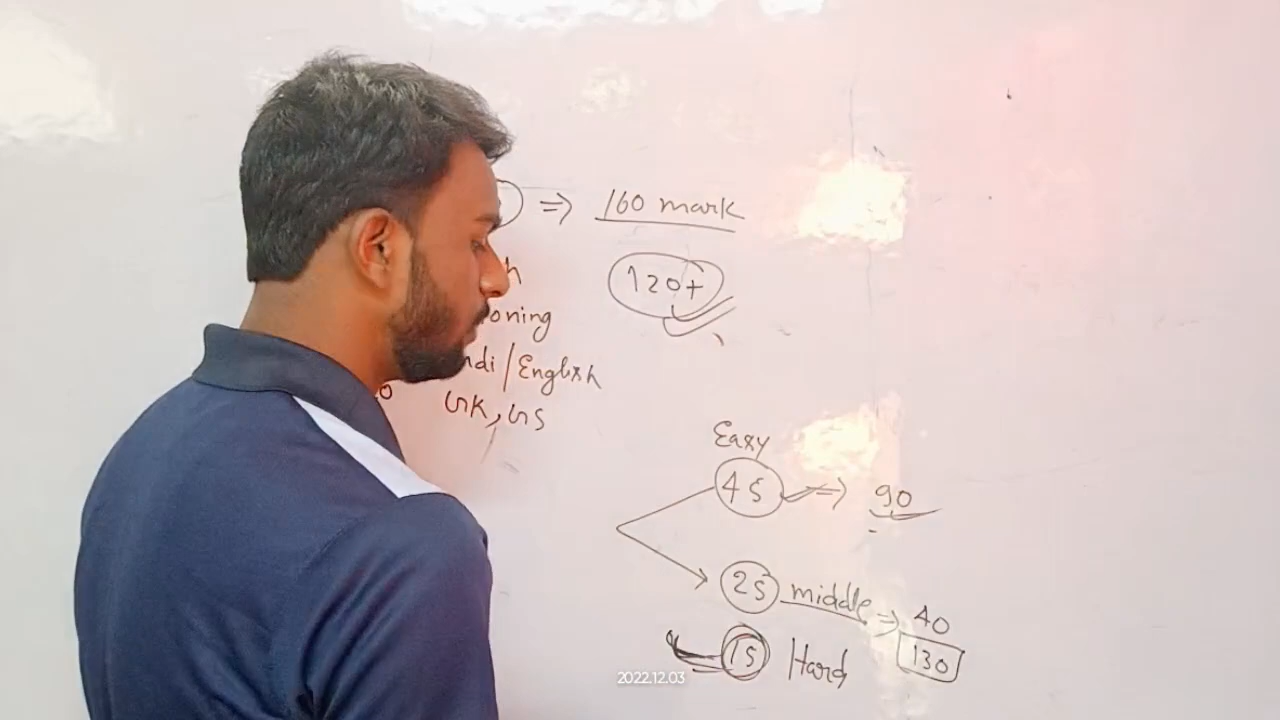 ⇒ 160 mark
120+
oning
ndi/English
GK, GS
Easy
45 ⇒ 90
25 middle ⇒ 40
130
15 Hard
2022.12.03